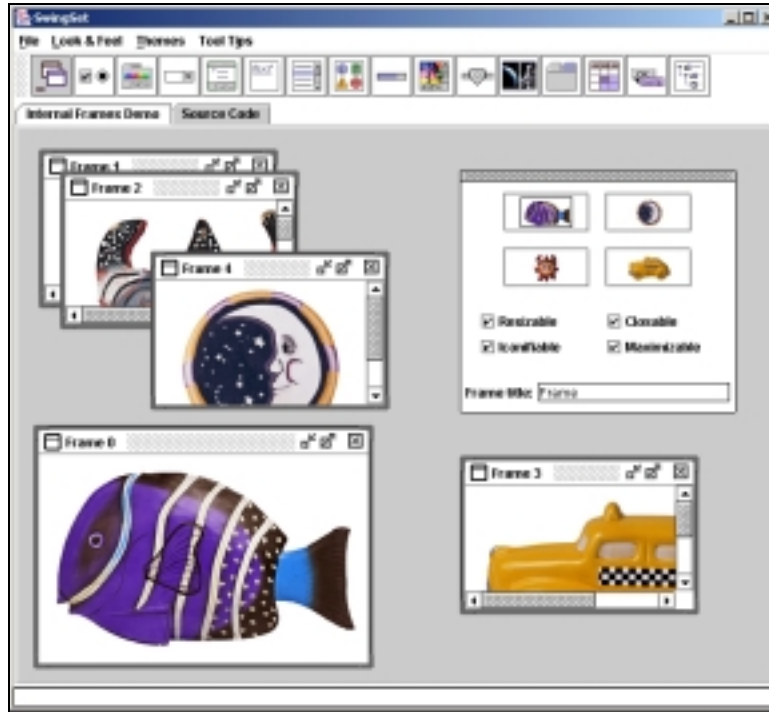 SwingSet
File Look & Feel Themes Tool Tips
Internal Frames Demo Source Code
Frame 1
Frame 2
Frame 4
Resizable Closable
Iconifiable Maximizable
Frame title: Frame
Frame 0
Frame 3